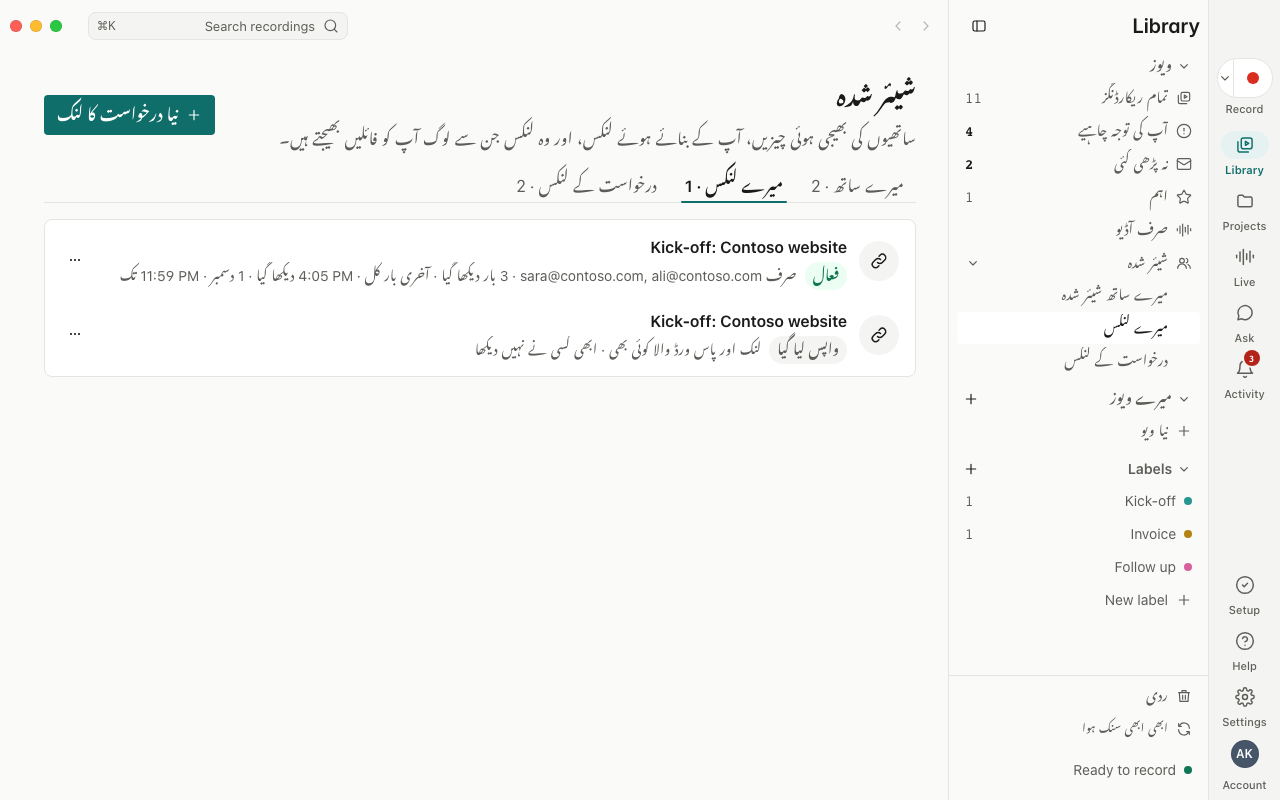 Record
Library
Projects
Live
Ask
3
Activity
Setup
Help
Settings
AK
Account
Library
ویوز
تمام ریکارڈنگز 11
آپ کی توجہ چاہیے 4
نہ پڑھی گئی 2
اہم 1
صرف آڈیو
شیئر شدہ
میرے ساتھ شیئر شدہ
میرے لنکس
درخواست کے لنکس
میرے ویوز +
+ نیا ویو
Labels +
Kick-off 1
Invoice 1
Follow up
+ New label
ردی
ابھی ابھی سنک ہوا
Ready to record
⌘K Search recordings
شیئر شدہ
ساتھیوں کی بھیجی ہوئی چیزیں، آپ کے بنائے ہوئے لنکس، اور وہ لنکس جن سے لوگ آپ کو فائلیں بھیجتے ہیں۔
+ نیا درخواست کا لنک
میرے ساتھ · 2 میرے لنکس · 1 درخواست کے لنکس · 2
Kick-off: Contoso website
فعال صرف sara@contoso.com, ali@contoso.com · 3 بار دیکھا گیا · آخری بار کل 4:05 PM دیکھا گیا · 1 دسمبر 11:59 PM تک
...
Kick-off: Contoso website
واپس لیا گیا لنک اور پاس ورڈ والا کوئی بھی · ابھی کسی نے نہیں دیکھا
...